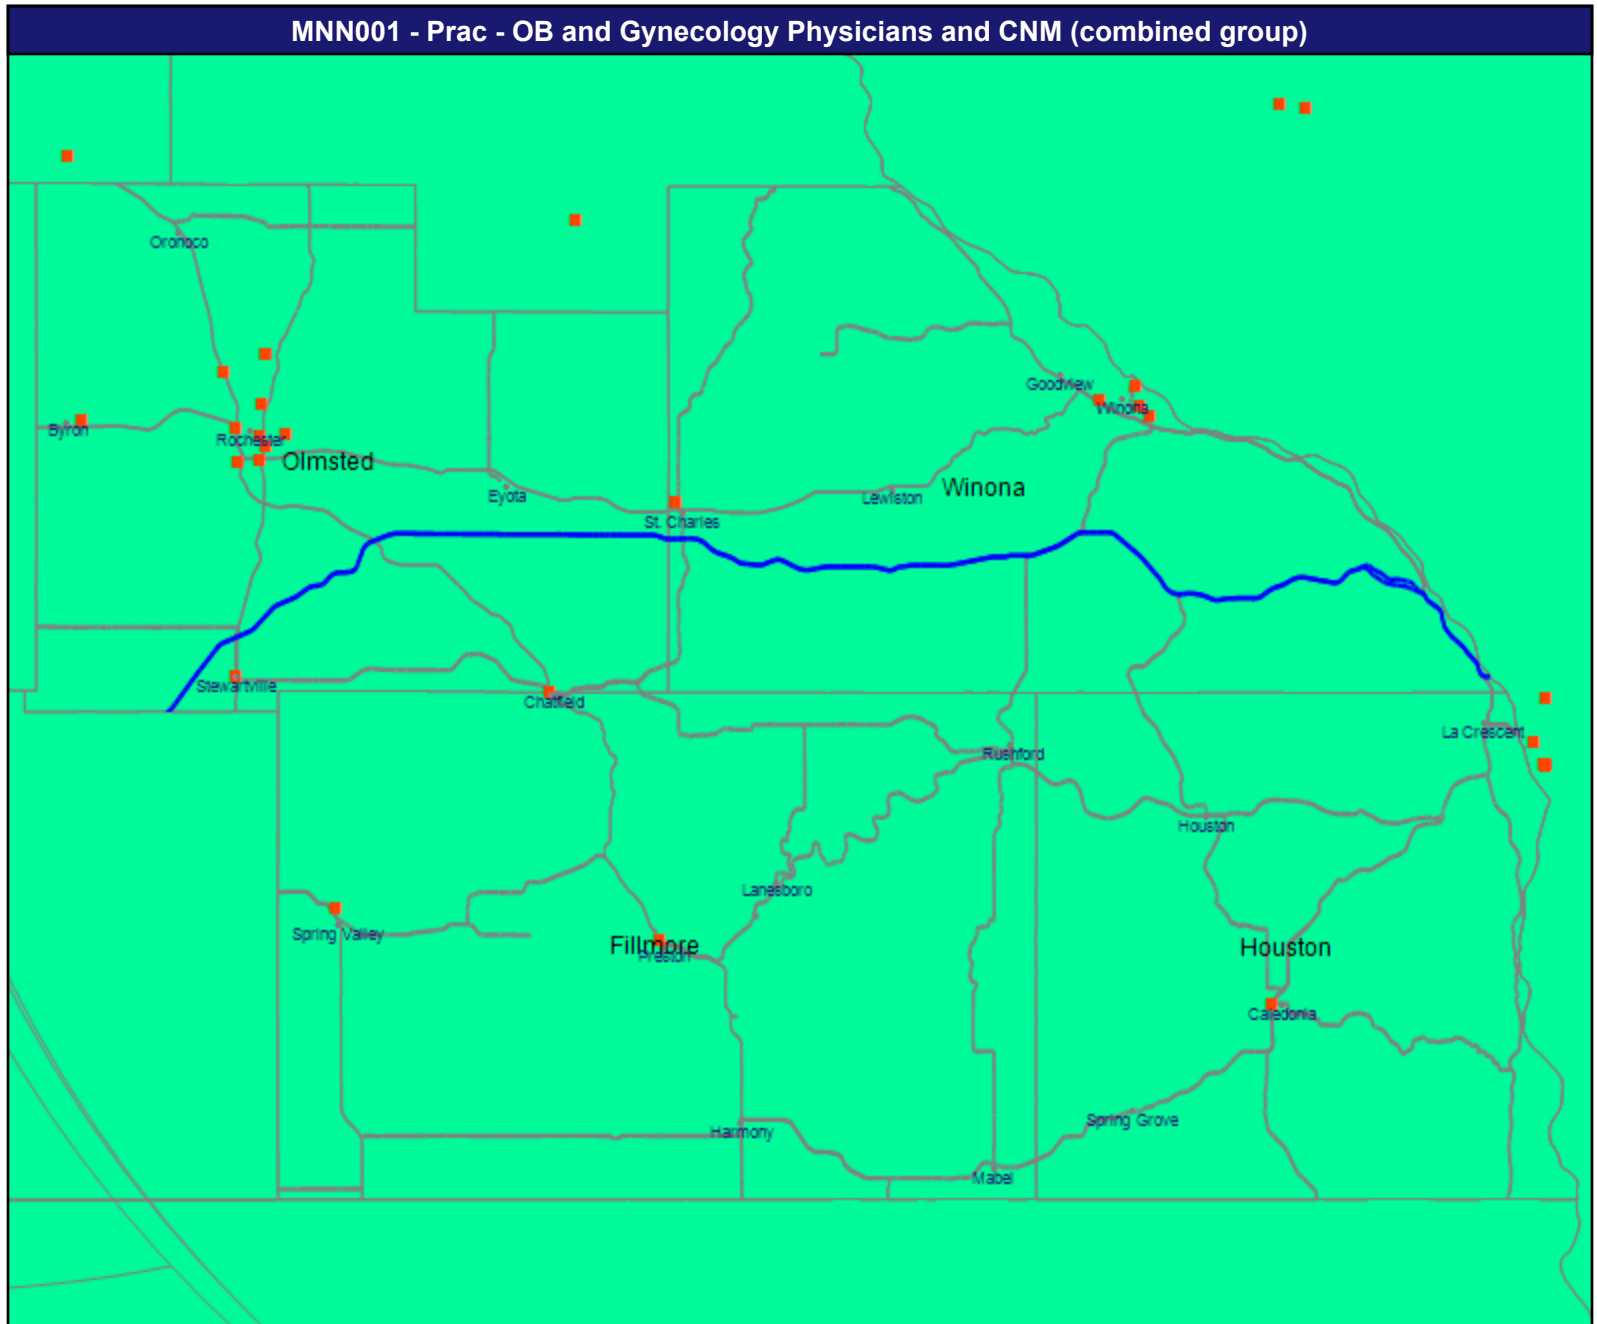 MNN001 - Prac - OB and Gynecology Physicians and CNM (combined group)
Oronoco
Goodview
Winona
Byron
Rochester
Olmsted
Eyota
Lewiston
Winona
St. Charles
Stewartville
Chatfield
La Crescent
Rushford
Houston
Lanesboro
Spring Valley
Fillmore
Preston
Houston
Caledonia
Spring Grove
Harmony
Mabel